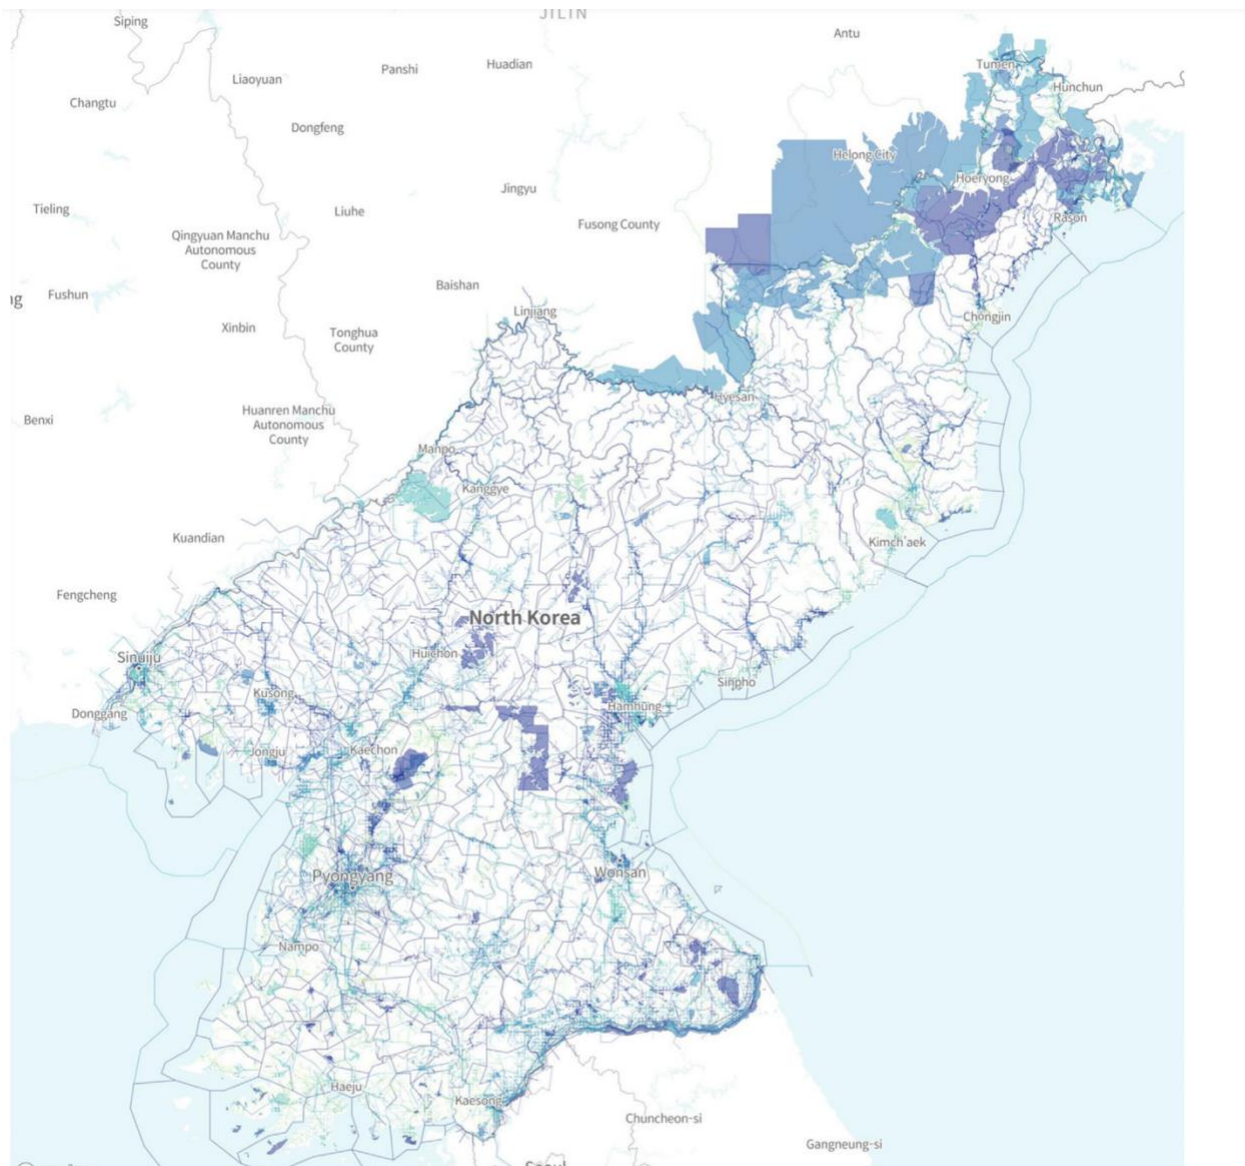 JILIN
Siping
Antu
Tumen
Huadian
Panshi
Liaoyuan
Hunchun
Changtu
Dongfeng
Helong City
Hoeryong
Jingyu
Tieling
Liuhe
Rason
Fusong County
Qingyuan Manchu
Autonomous
County
Baishan
Fushun
ng
Linjiang
Chongjin
Xinbin
Tonghua
County
Hyesan
Huanren Manchu
Autonomous
County
Benxi
Manpo
Kanggye
Kuandian
Kimch'aek
Fengcheng
North Korea
Huichon
Sinuiju
Sinpho
Kusong
Hamhung
Donggang
Jongju
Kaechon
Wonsan
Pyongyang
Nampo
Haeju
Kaesong
Chuncheon-si
Gangneung-si
Seoul